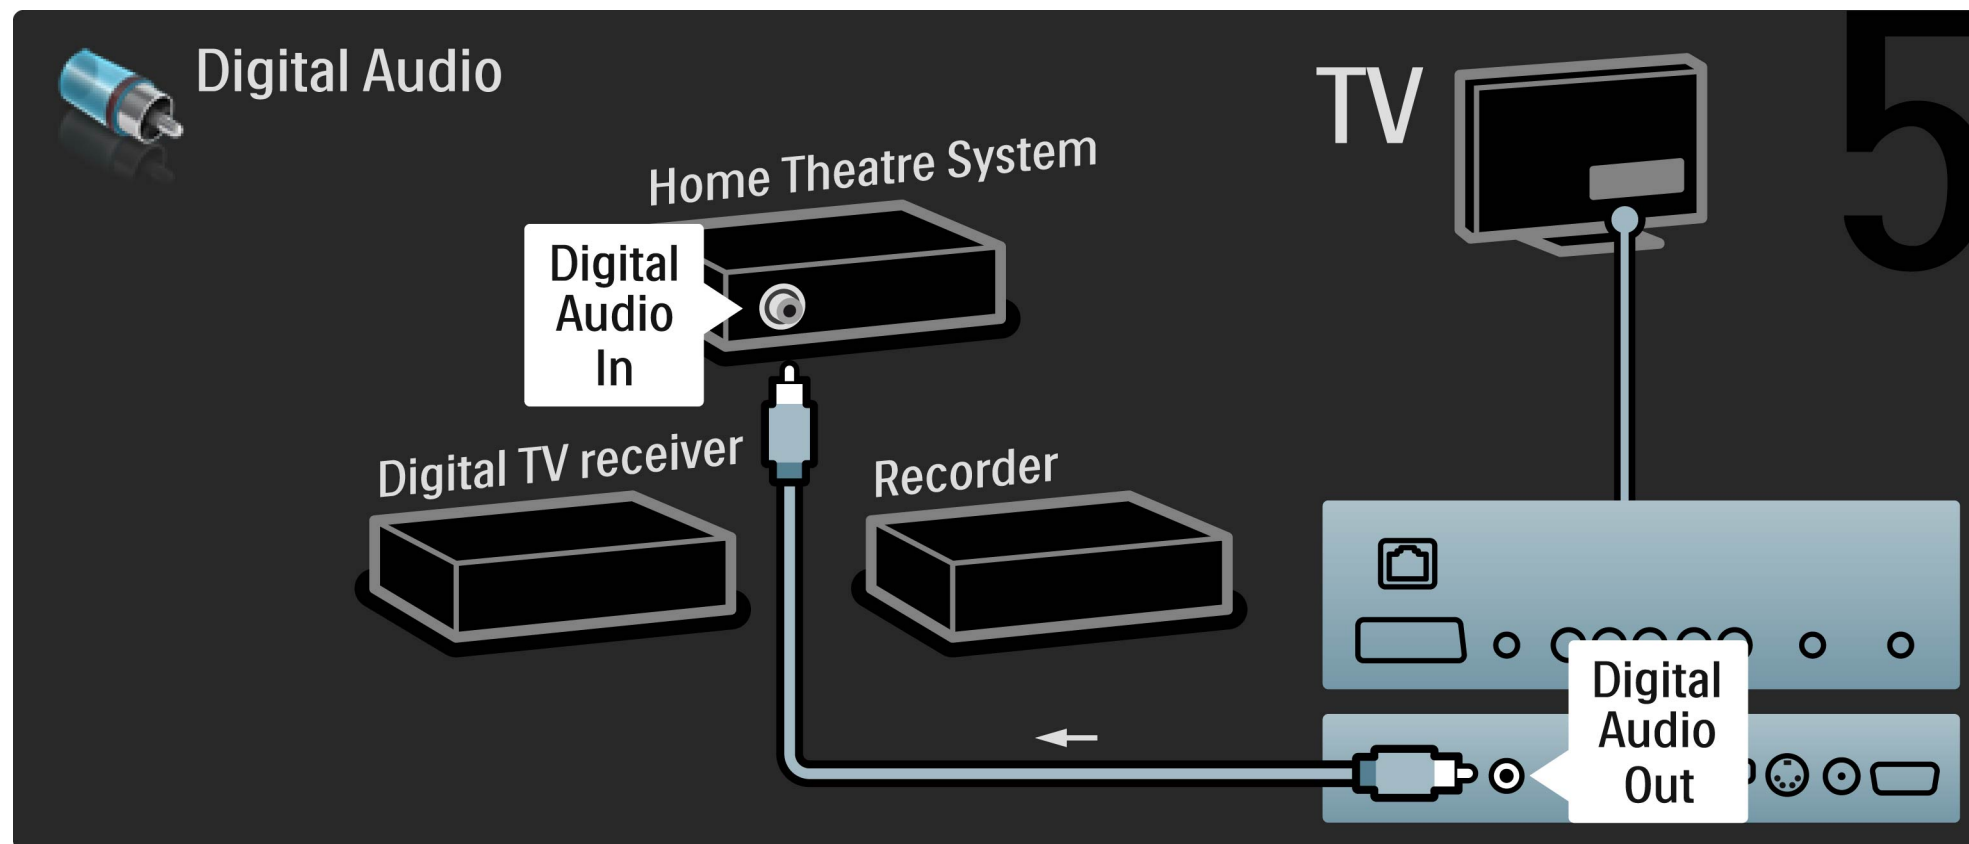 Digital Audio
TV
5
Home Theatre System
Digital
Audio
In
Digital TV receiver
Recorder
Digital
Audio
Out